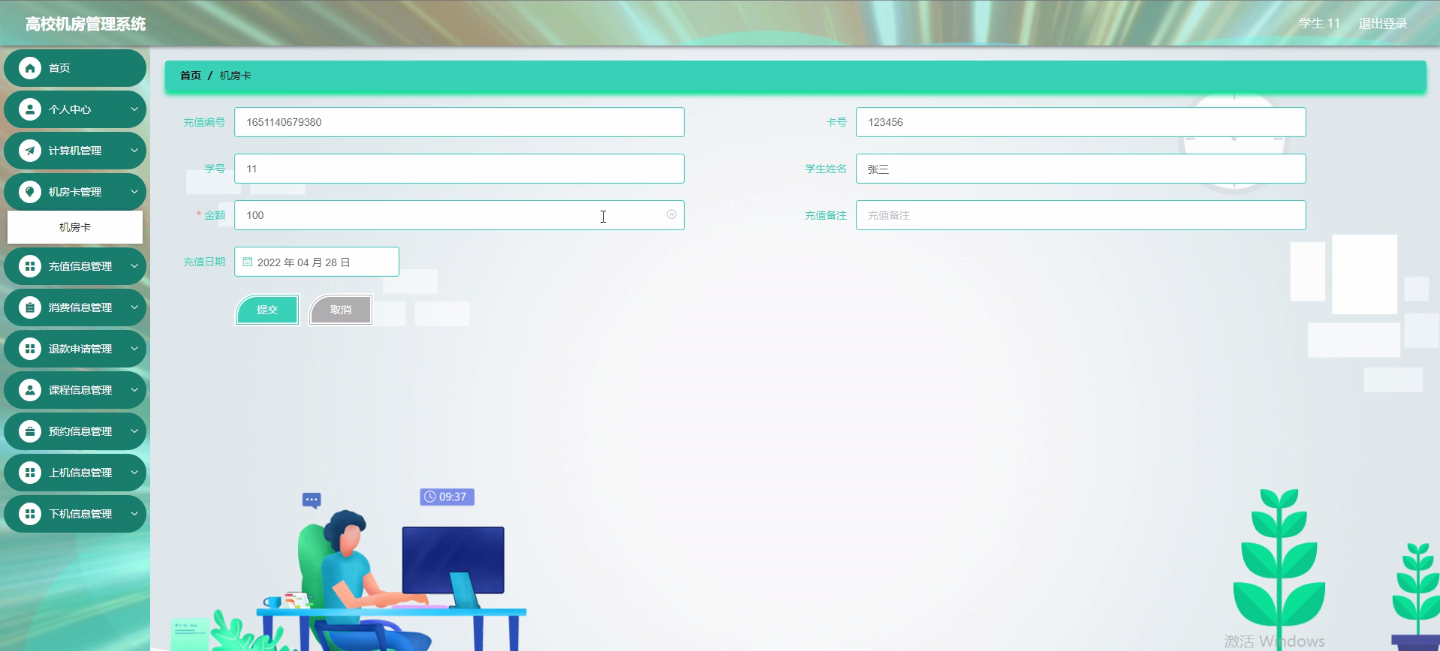 高校机房管理系统
学生 11 退出登录
首页
个人中心
计算机管理
机房卡管理
机房卡
充值信息管理
消费信息管理
退款申请管理
课程信息管理
预约信息管理
上机信息管理
下机信息管理
首页 / 机房卡
充值编号 1651140679380 卡号 123456
学号 11 学生姓名 张三
* 金额 100 充值备注 充值备注
充值日期 2022 年 04 月 28 日
提交 取消
09:37
激活 Windows